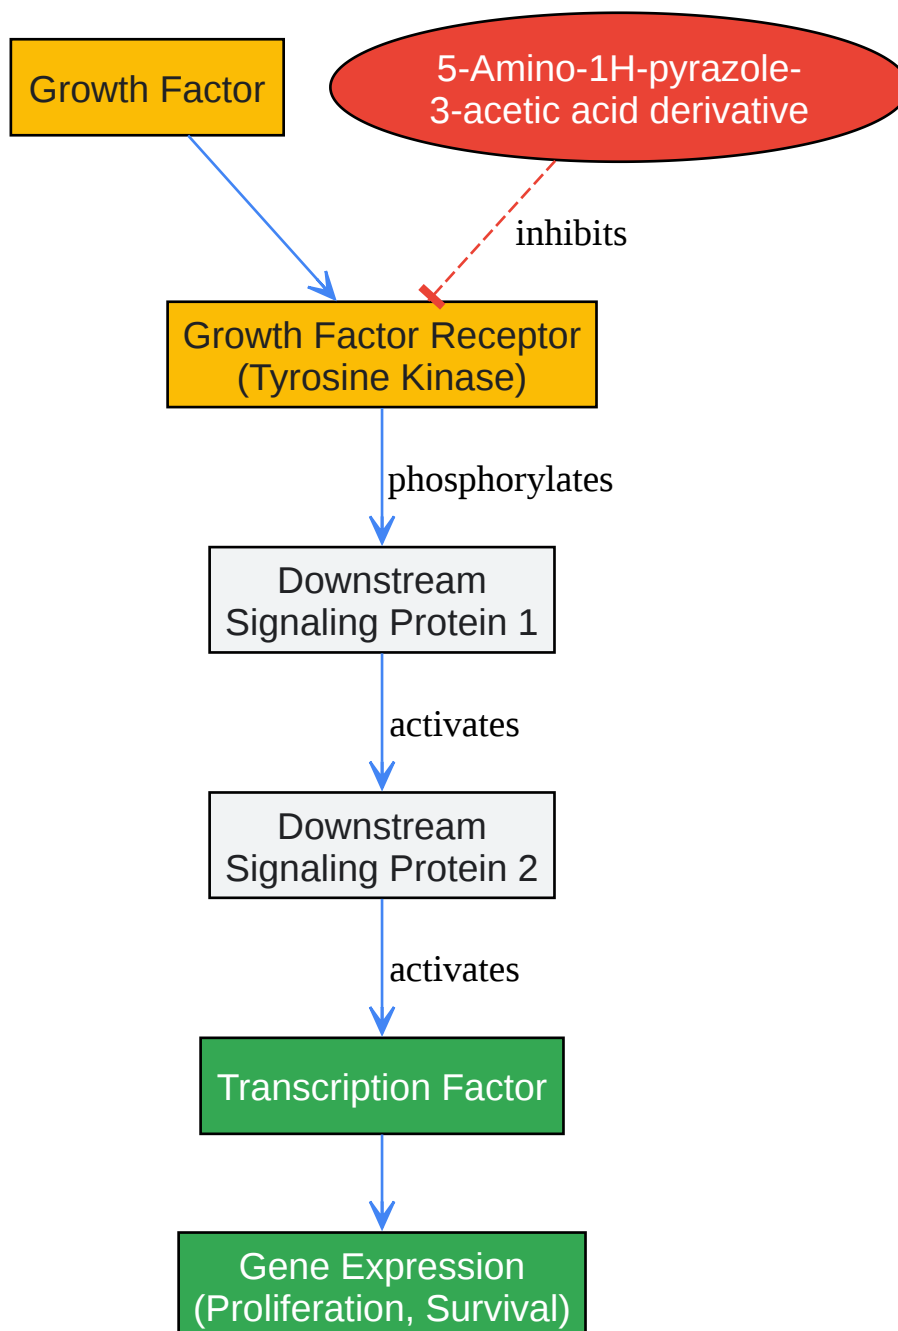 Growth Factor
5-Amino-1H-pyrazole-
3-acetic acid derivative
inhibits
Growth Factor Receptor
(Tyrosine Kinase)
phosphorylates
Downstream
Signaling Protein 1
activates
Downstream
Signaling Protein 2
activates
Transcription Factor
Gene Expression
(Proliferation, Survival)